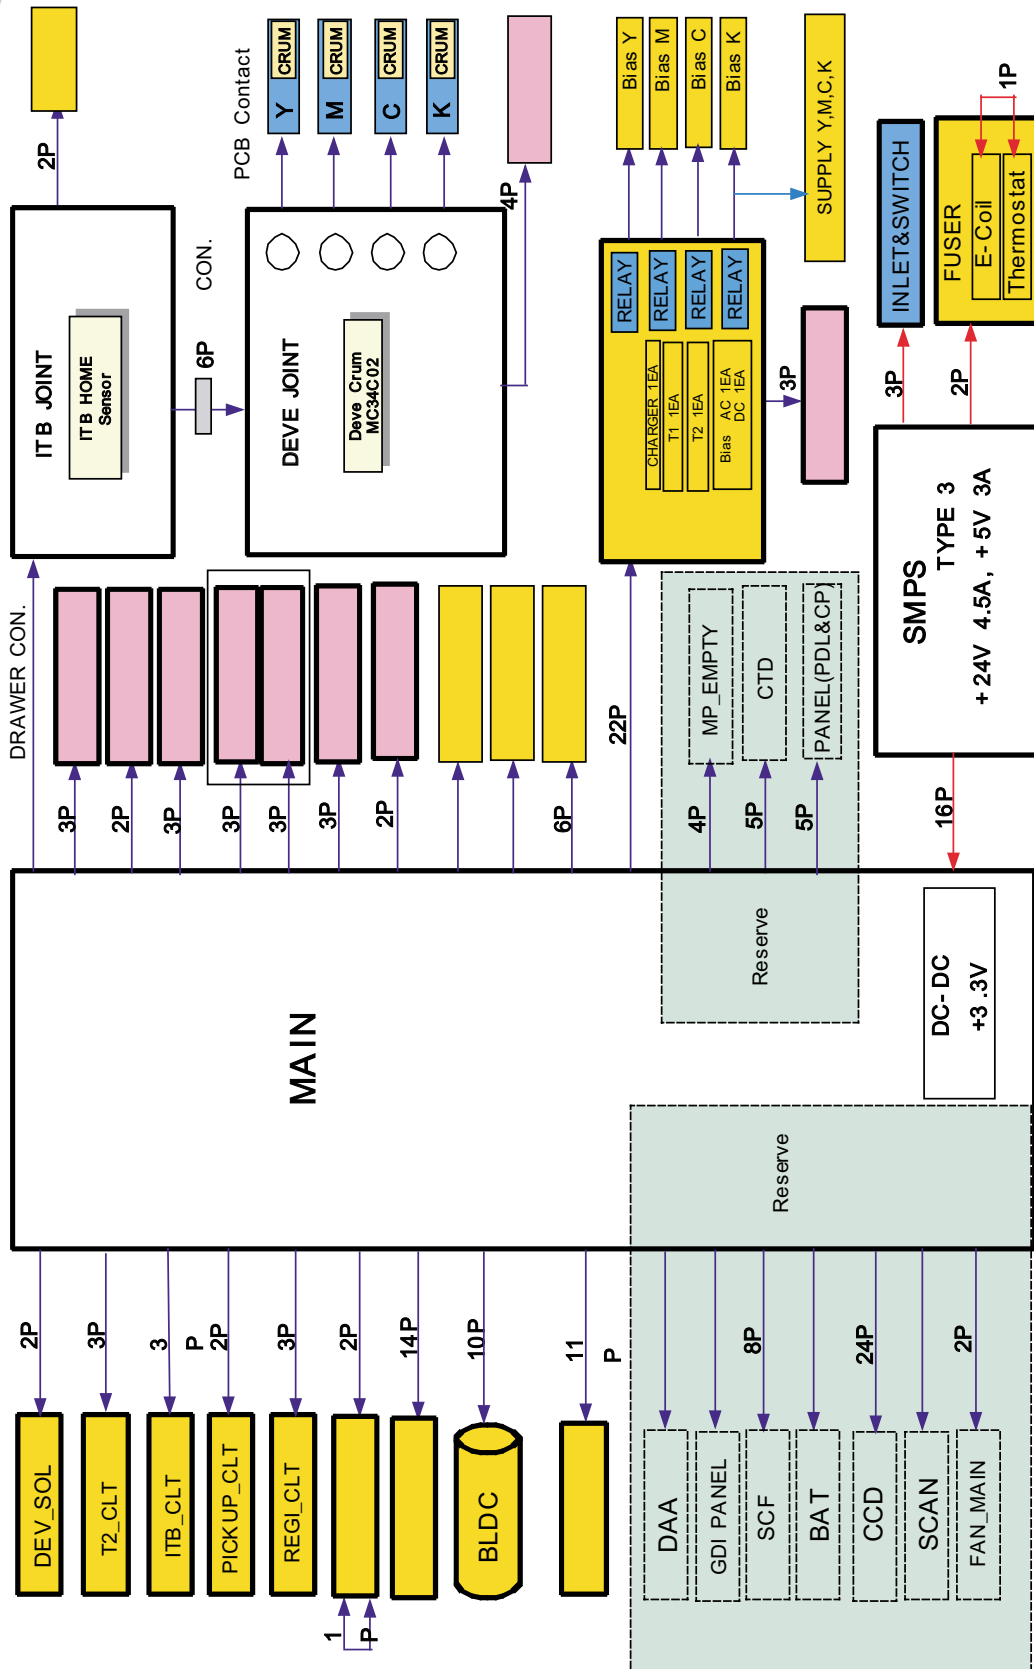 2P
PCB Contact
CRUM
Y
CRUM
M
CRUM
C
CRUM
K
4P
Bias Y
Bias M
Bias C
Bias K
SUPPLY Y,M,C,K
INLET&SWITCH
FUSER
E-Coil
Thermostat
1P
ITB JOINT
ITB HOME
Sensor
CON.
6P
DEVE JOINT
Deve Crum
MC34C02
RELAY
RELAY
RELAY
RELAY
CHARGER 1EA
T1 1EA
T2 1EA
Bias AC 1EA
DC 1EA
3P
3P
2P
SMPS
TYPE 3
+24V 4.5A, +5V 3A
DRAWER CON.
3P
2P
3P
3P
3P
3P
2P
6P
22P
MP_EMPTY
4P
CTD
5P
PANEL(PDL&CP)
5P
16P
Reserve
MAIN
DC-DC
+3.3V
Reserve
2P
3P
3
P
2P
3P
2P
14P
10P
11
P
8P
24P
2P
DEV_SOL
T2_CLT
ITB_CLT
PICKUP_CLT
REGI_CLT
1
P
BLDC
DAA
GDI PANEL
SCF
BAT
CCD
SCAN
FAN_MAIN